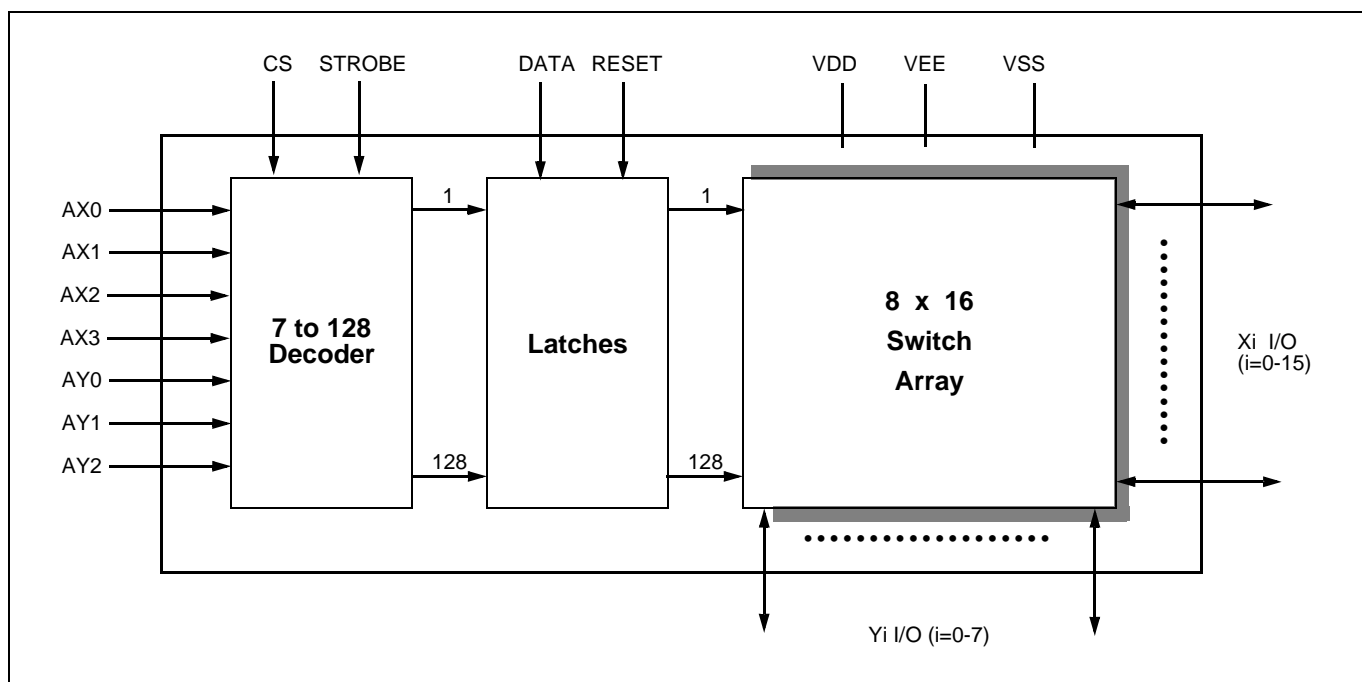 CS STROBE DATA RESET VDD VEE VSS
AX0
AX1
AX2
AX3
AY0
AY1
AY2
7 to 128
Decoder
1
128
Latches
1
128
8 x 16
Switch
Array
Xi I/O
(i=0-15)
Yi I/O (i=0-7)